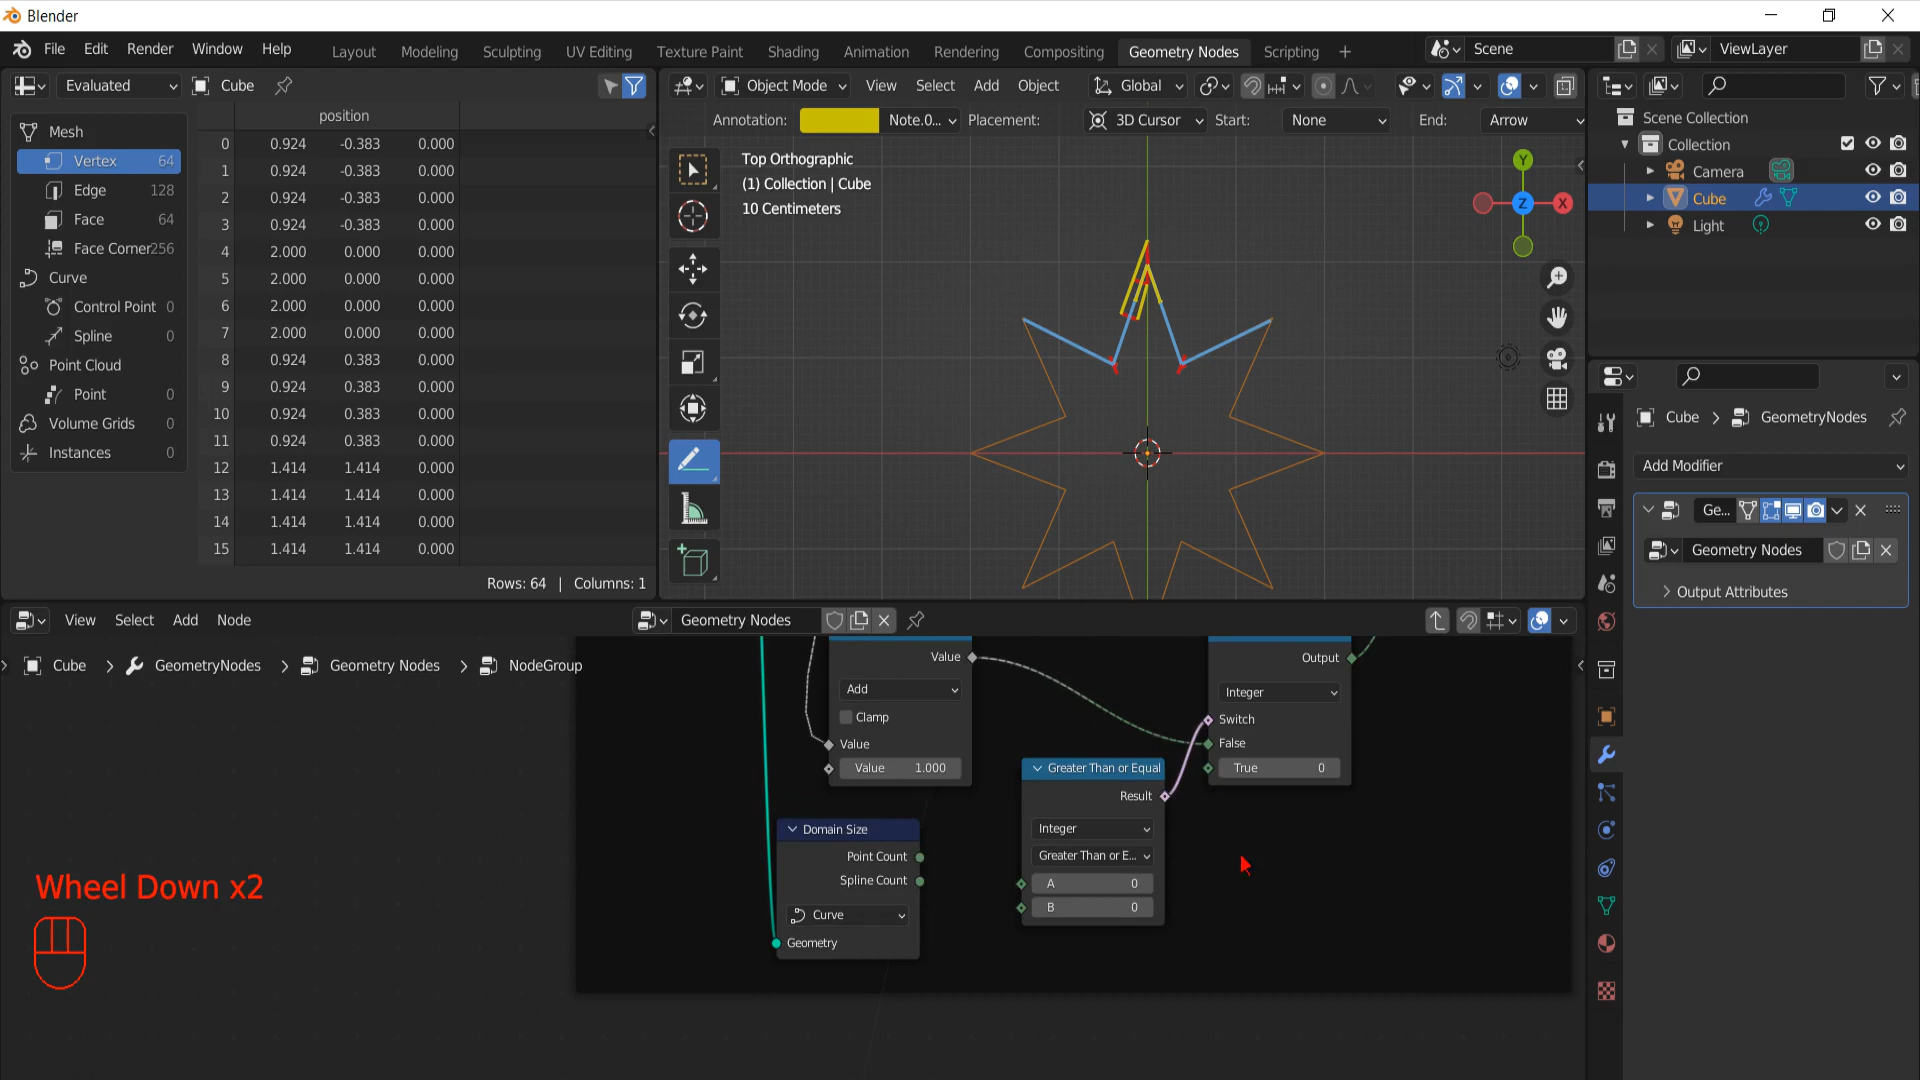 Blender
File Edit Render Window Help
Layout Modeling Sculpting UV Editing Texture Paint Shading Animation Rendering Compositing Geometry Nodes Scripting +
Scene
ViewLayer
Evaluated
Cube
Mesh
Vertex 64
Edge 128
Face 64
Face Corner256
Curve
Control Point 0
Spline 0
Point Cloud
Point 0
Volume Grids 0
Instances 0
position
0 0.924 -0.383 0.000
1 0.924 -0.383 0.000
2 0.924 -0.383 0.000
3 0.924 -0.383 0.000
4 2.000 0.000 0.000
5 2.000 0.000 0.000
6 2.000 0.000 0.000
7 2.000 0.000 0.000
8 0.924 0.383 0.000
9 0.924 0.383 0.000
10 0.924 0.383 0.000
11 0.924 0.383 0.000
12 1.414 1.414 0.000
13 1.414 1.414 0.000
14 1.414 1.414 0.000
15 1.414 1.414 0.000
Rows: 64 | Columns: 1
Object Mode View Select Add Object Global
Annotation: Note.0... Placement: 3D Cursor Start: None End: Arrow
Top Orthographic
(1) Collection | Cube
10 Centimeters
Y
X
Z
Scene Collection
Collection
Camera
Cube
Light
Cube > GeometryNodes
Add Modifier
Ge...
Geometry Nodes
Output Attributes
View Select Add Node
Geometry Nodes
Cube > GeometryNodes > Geometry Nodes > NodeGroup
Value
Add
Clamp
Value
Value 1.000
Domain Size
Point Count
Spline Count
Curve
Geometry
Greater Than or Equal
Result
Integer
Greater Than or E...
A 0
B 0
Output
Integer
Switch
False
True 0
Wheel Down x2